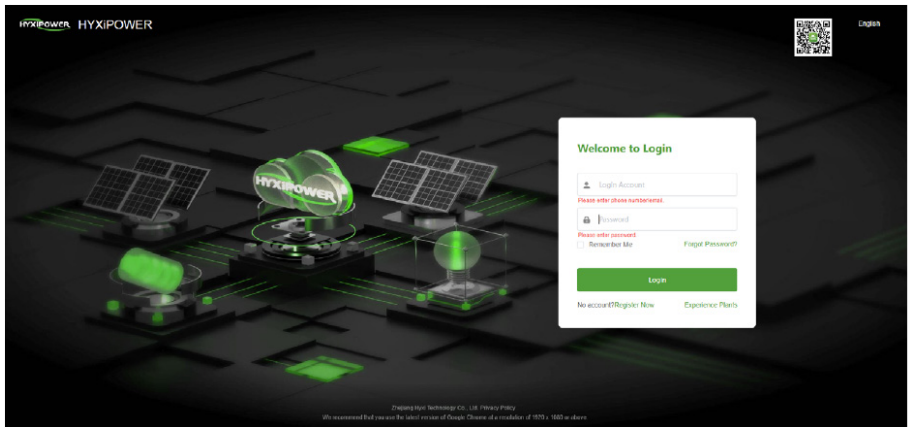 HYXIPOWER HYXiPOWER
English
HYXIPOWER
Welcome to Login
Login Account
Please enter phone number/email.
Password
Please enter password.
Remember Me Forgot Password?
Login
No account?Register Now Experience Plants
Zhejiang Hyxi Technology Co., Ltd. Privacy Policy
We recommend that you use the latest version of Google Chrome at a resolution of 1920 x 1080 or above